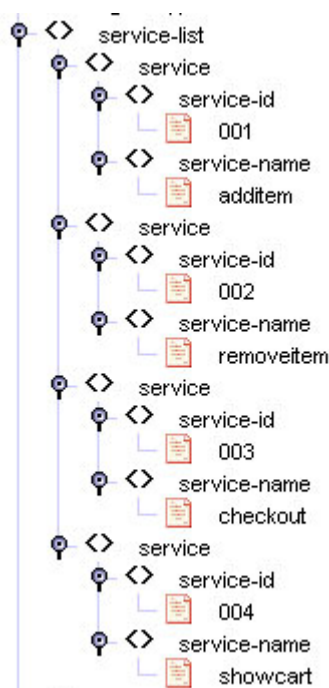 service-list
service
service-id
001
service-name
additem
service
service-id
002
service-name
removeitem
service
service-id
003
service-name
checkout
service
service-id
004
service-name
showcart